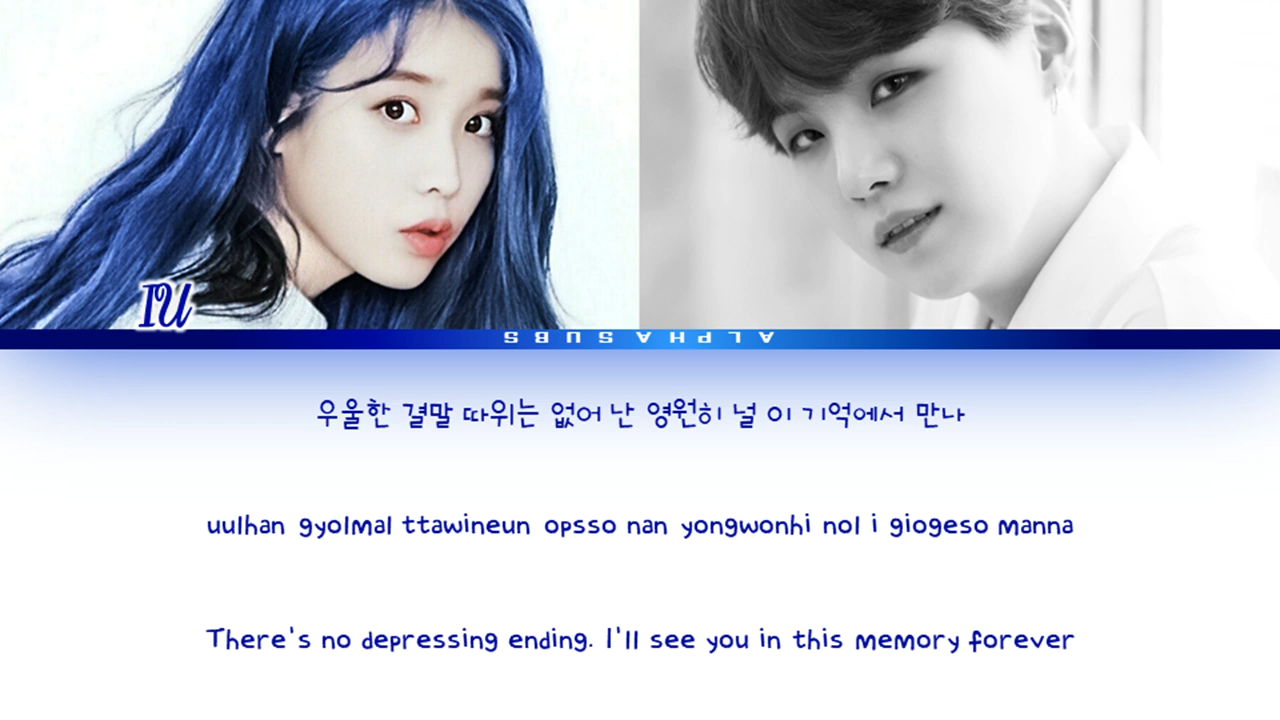 IU
ALPHASUBS
우울한 결말 따위는 없어 난 영원히 널 이 기억에서 만나
uulhan gyolmal ttawineun opsso nan yongwonhi nol i giogeso manna
There's no depressing ending. I'll see you in this memory forever